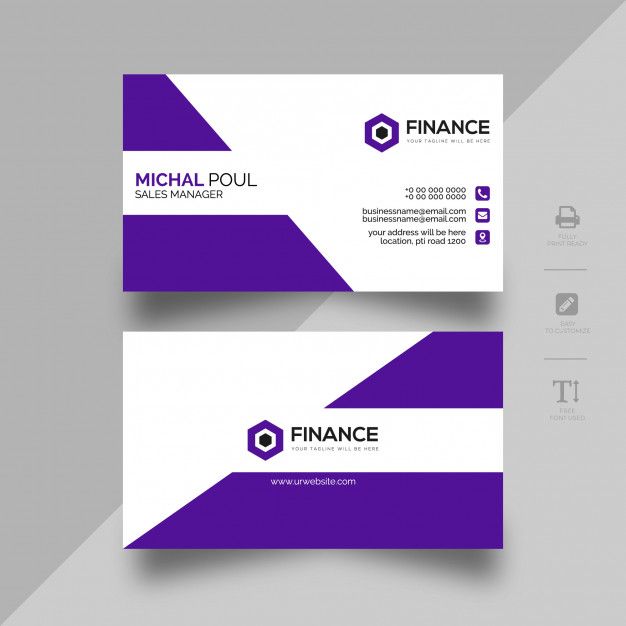 FINANCE
YOUR TAGLINE WILL BE HERE
MICHAL POUL
SALES MANAGER
+0 00 000 0000
+0 00 000 0000
businessname@email.com
businessname@email.com
your address will be here
location, pti road 1200
FINANCE
YOUR TAGLINE WILL BE HERE
www.urwebsite.com
FULLY
PRINT READY
EASY
TO CUSTOMIZE
T
FREE
FONT USED